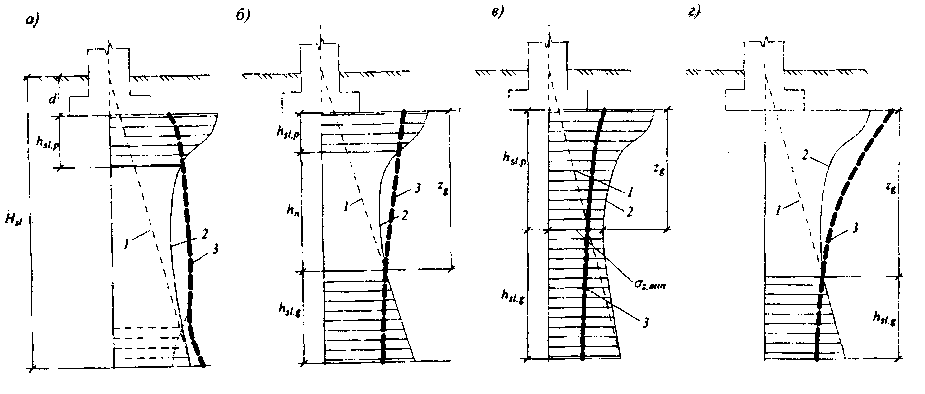 а) б) в) г)
d
h_sl.p h_sl.p h_sl.p
2
z_g z_g z_g
H_sl
h_n
1 2 3
1 2 3
1
2
σ_z,min
3
1 3
h_sl.g h_sl.g h_sl.g